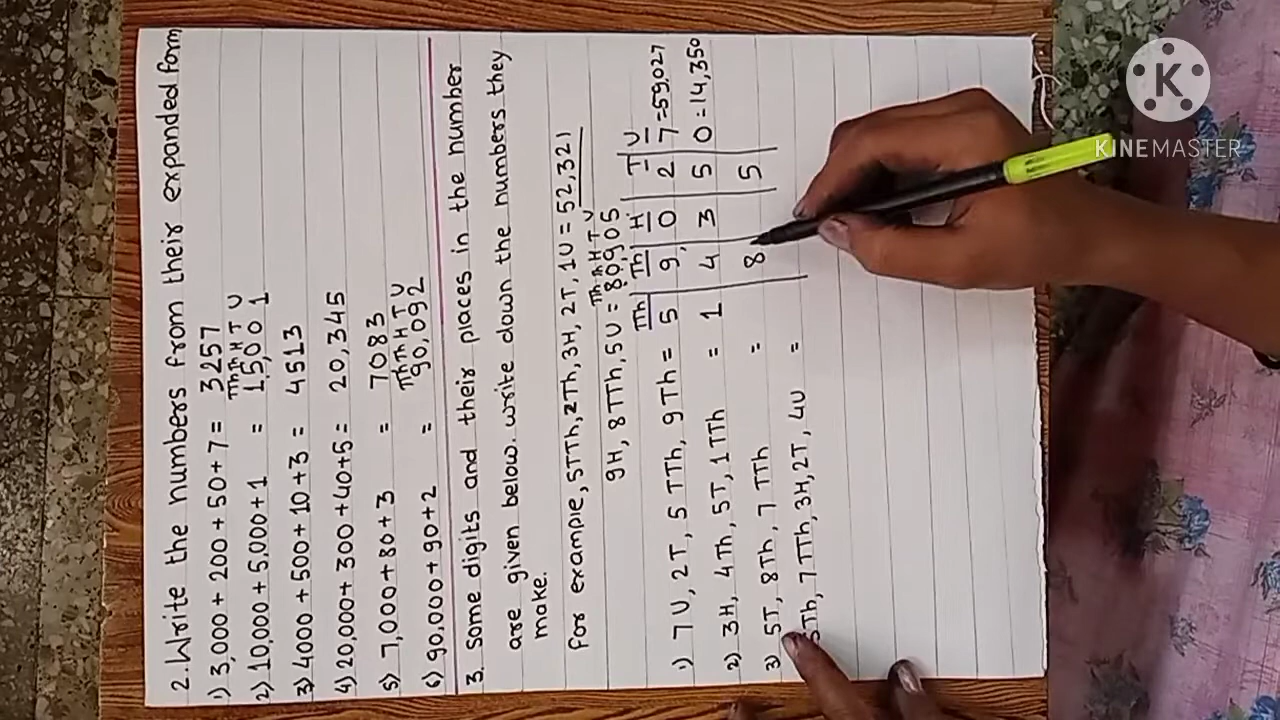 2. Write the numbers from their expanded form
1) 3,000 + 200 + 50 + 7 = 3257
TTh Th H T U
2) 10,000 + 5,000 + 1 = 15,001
3) 4000 + 500 + 10 + 3 = 4513
4) 20,000 + 300 + 40 + 5 = 20,345
5) 7,000 + 80 + 3 = 7083
TTh Th H T U
6) 90,000 + 90 + 2 = 90,092
3. Some digits and their places in the number
are given below. write down the numbers they
make.
For example, 5TTh, 2Th, 3H, 2T, 1U = 52,321
TTh Th H T U
9H, 8TTh, 5U = 80,905
TTh Th H T U
1) 7U, 2T, 5TTh, 9Th = 5 9, 0 2 7 = 59,027
2) 3H, 4Th, 5T, 1TTh = 1 4 3 5 0 = 14,350
3) 5T, 8Th, 7TTh = 8 5
5Th, 7TTh, 3H, 2T, 4U =
K
KINEMASTER